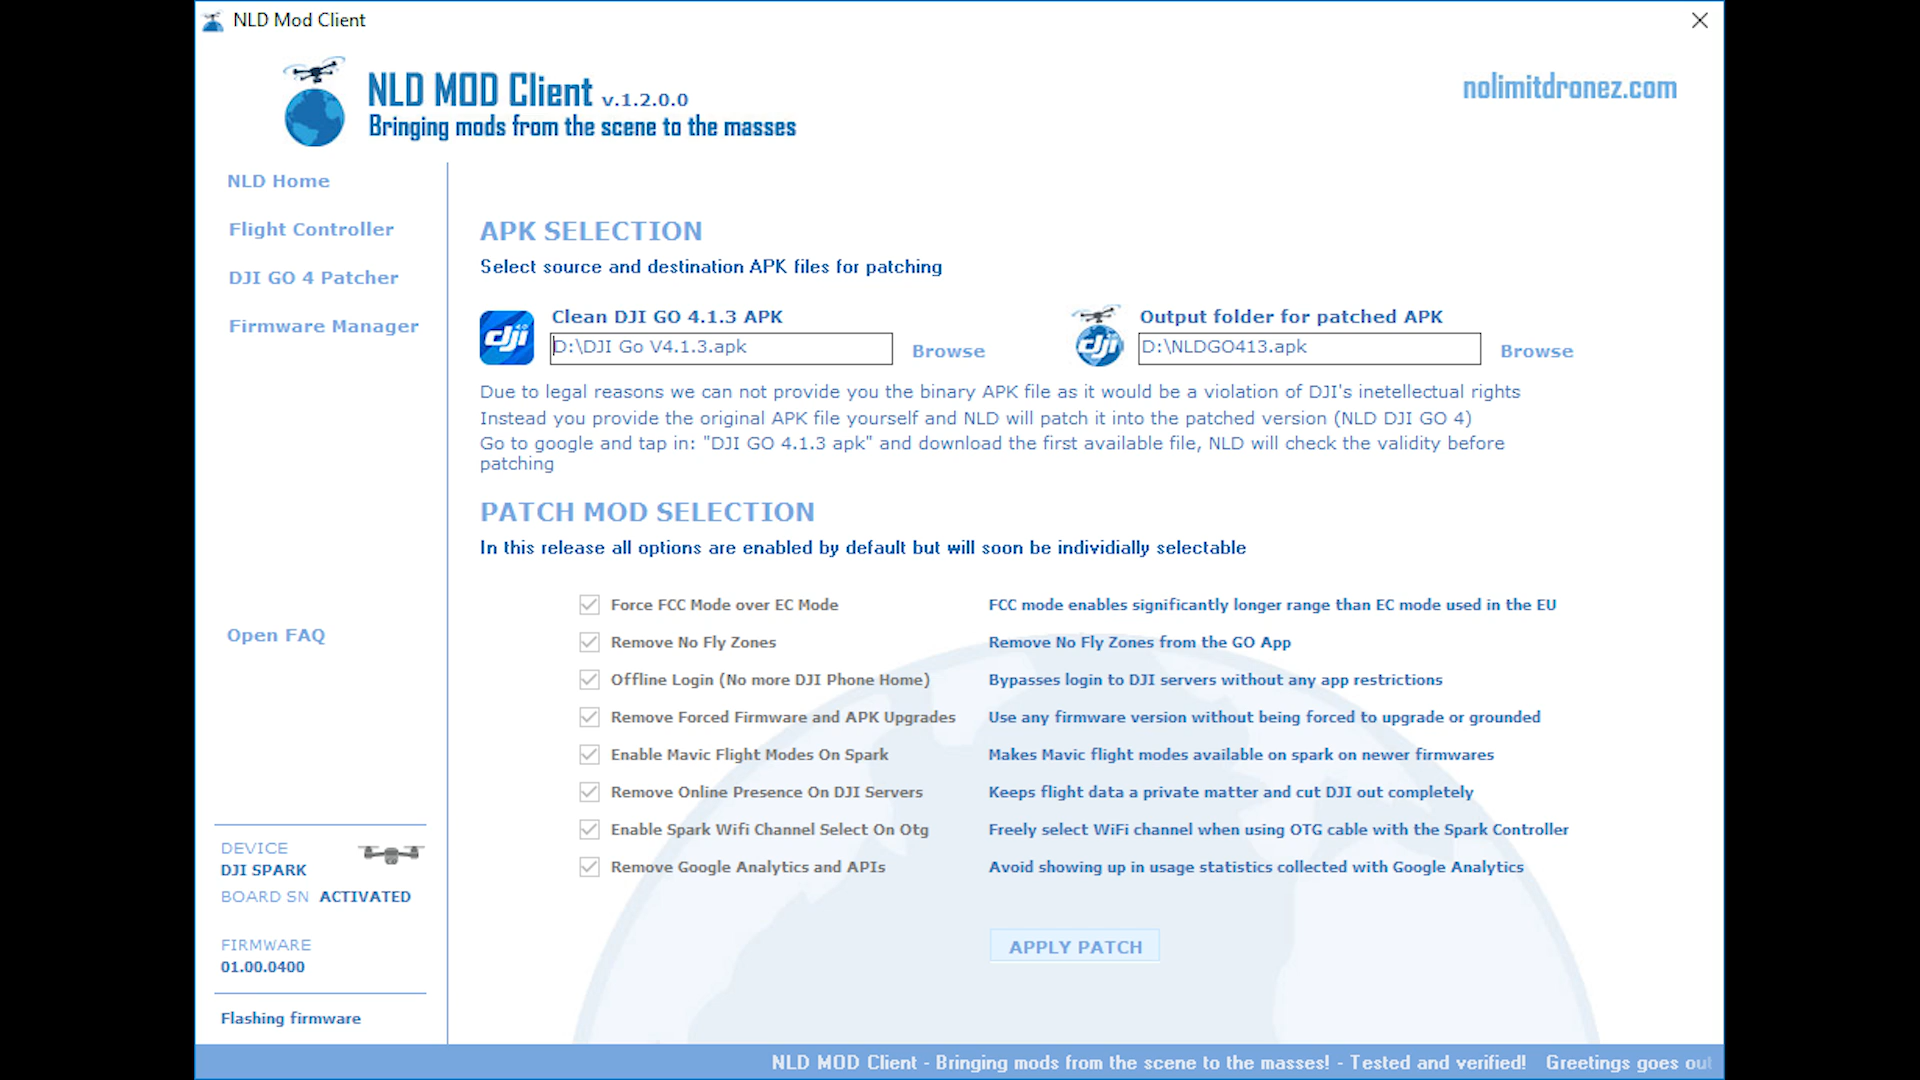 NLD Mod Client
NLD MOD Client v.1.2.0.0
Bringing mods from the scene to the masses
nolimitdronez.com
NLD Home
Flight Controller
DJI GO 4 Patcher
Firmware Manager
Open FAQ
DEVICE
DJI SPARK
BOARD SN ACTIVATED
FIRMWARE
01.00.0400
Flashing firmware
APK SELECTION
Select source and destination APK files for patching
dji 4.0
Clean DJI GO 4.1.3 APK
D:\DJI Go V4.1.3.apk
Browse
dji
Output folder for patched APK
D:\NLDGO413.apk
Browse
Due to legal reasons we can not provide you the binary APK file as it would be a violation of DJI's inetellectual rights
Instead you provide the original APK file yourself and NLD will patch it into the patched version (NLD DJI GO 4)
Go to google and tap in: "DJI GO 4.1.3 apk" and download the first available file, NLD will check the validity before
patching
PATCH MOD SELECTION
In this release all options are enabled by default but will soon be individially selectable
Force FCC Mode over EC Mode FCC mode enables significantly longer range than EC mode used in the EU
Remove No Fly Zones Remove No Fly Zones from the GO App
Offline Login (No more DJI Phone Home) Bypasses login to DJI servers without any app restrictions
Remove Forced Firmware and APK Upgrades Use any firmware version without being forced to upgrade or grounded
Enable Mavic Flight Modes On Spark Makes Mavic flight modes available on spark on newer firmwares
Remove Online Presence On DJI Servers Keeps flight data a private matter and cut DJI out completely
Enable Spark Wifi Channel Select On Otg Freely select WiFi channel when using OTG cable with the Spark Controller
Remove Google Analytics and APIs Avoid showing up in usage statistics collected with Google Analytics
APPLY PATCH
NLD MOD Client - Bringing mods from the scene to the masses! - Tested and verified! Greetings goes out